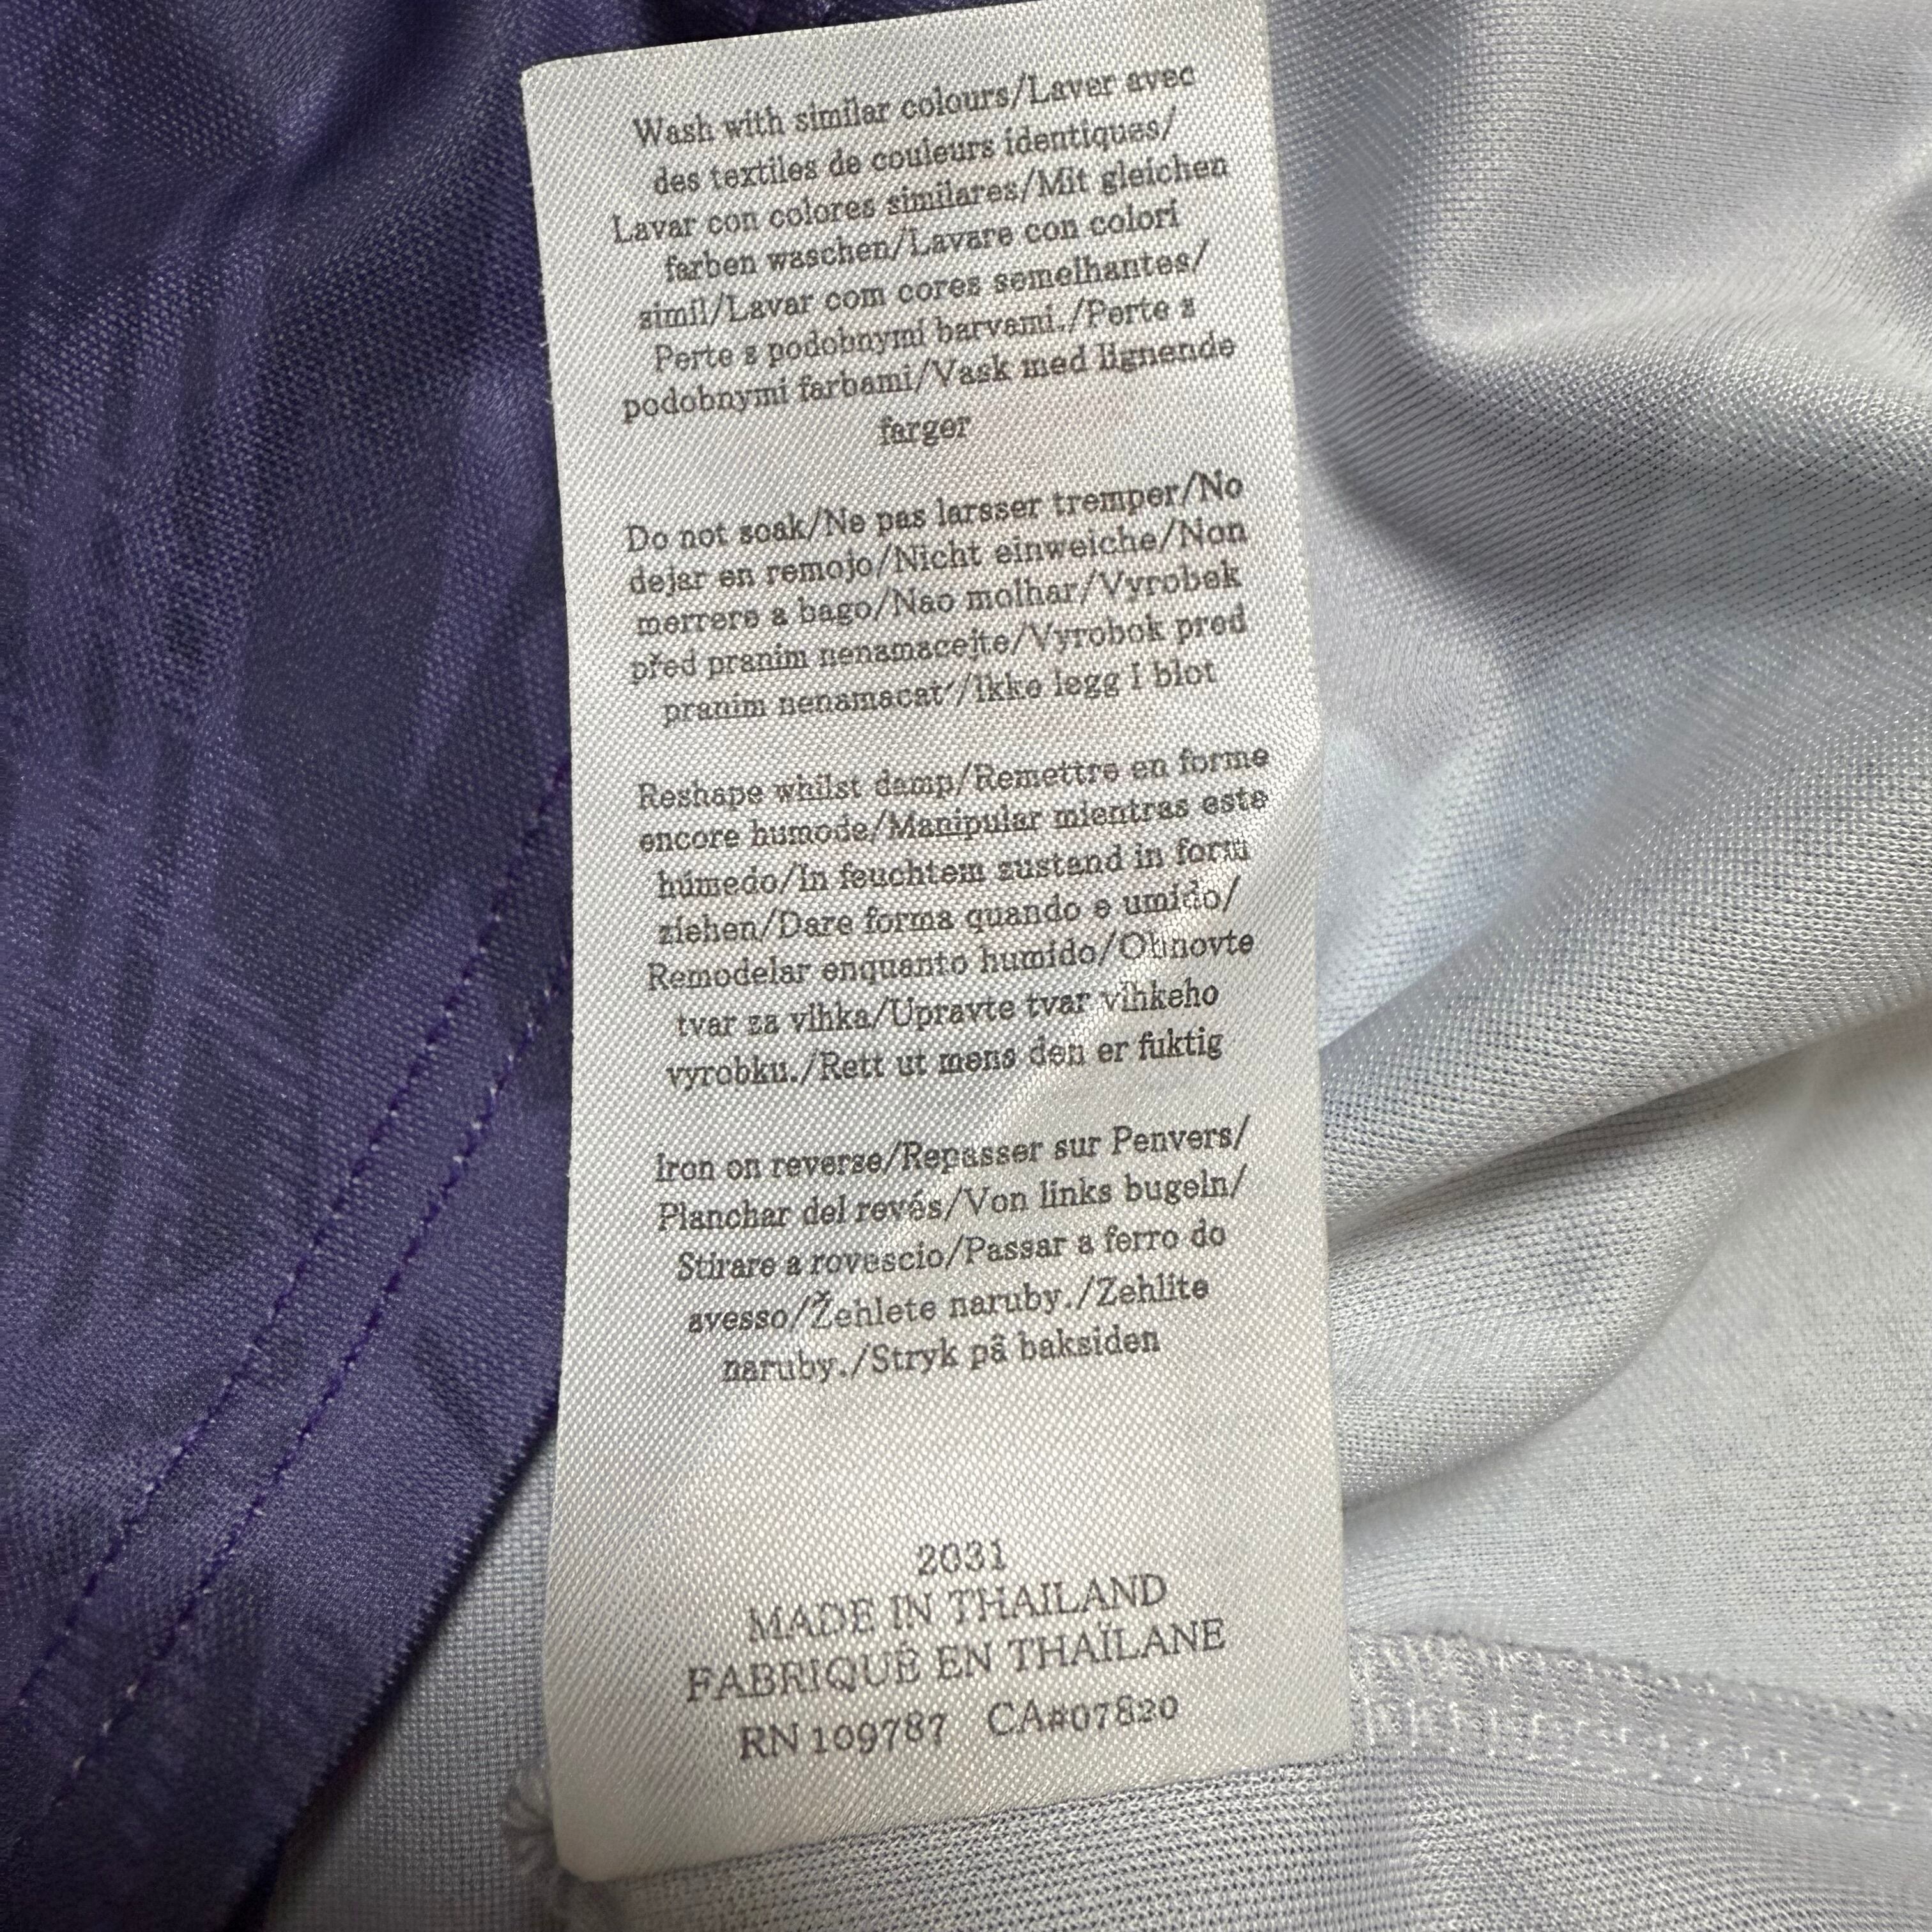 Wash with similar colours/Laver avec
des textiles de couleurs identiques/
Lavar con colores similares/Mit gleichen
farben waschen/Lavare con colori
simil/Lavar com cores semelhantes/
Perte s podobnymi barvami./Perte s
podobnymi farbami/Vask med lignende
farger
Do not soak/Ne pas larsser tremper/No
dejar en remojo/Nicht einweiche/Non
merrere a bago/Nao molhar/Vyrobek
před pranim nenamacejte/Vyrobok pred
pranim nenamacat´/Ikke legg I blot
Reshape whilst damp/Remettre en forme
encore humode/Manipular mientras este
húmedo/In feuchtem zustand in form
ziehen/Dare forma quando e umido/
Remodelar enquanto humido/Obnovte
tvar za vlhka/Upravte tvar vlhkeho
vyrobku./Rett ut mens den er fuktig
Iron on reverse/Repasser sur Penvers/
Planchar del revés/Von links bugeln/
Stirare a rovescio/Passar a ferro do
avesso/Žehlete naruby./Zehlite
naruby./Stryk på baksiden
2031
MADE IN THAILAND
FABRIQUÉ EN THAÏLANE
RN 109787 CA#07820